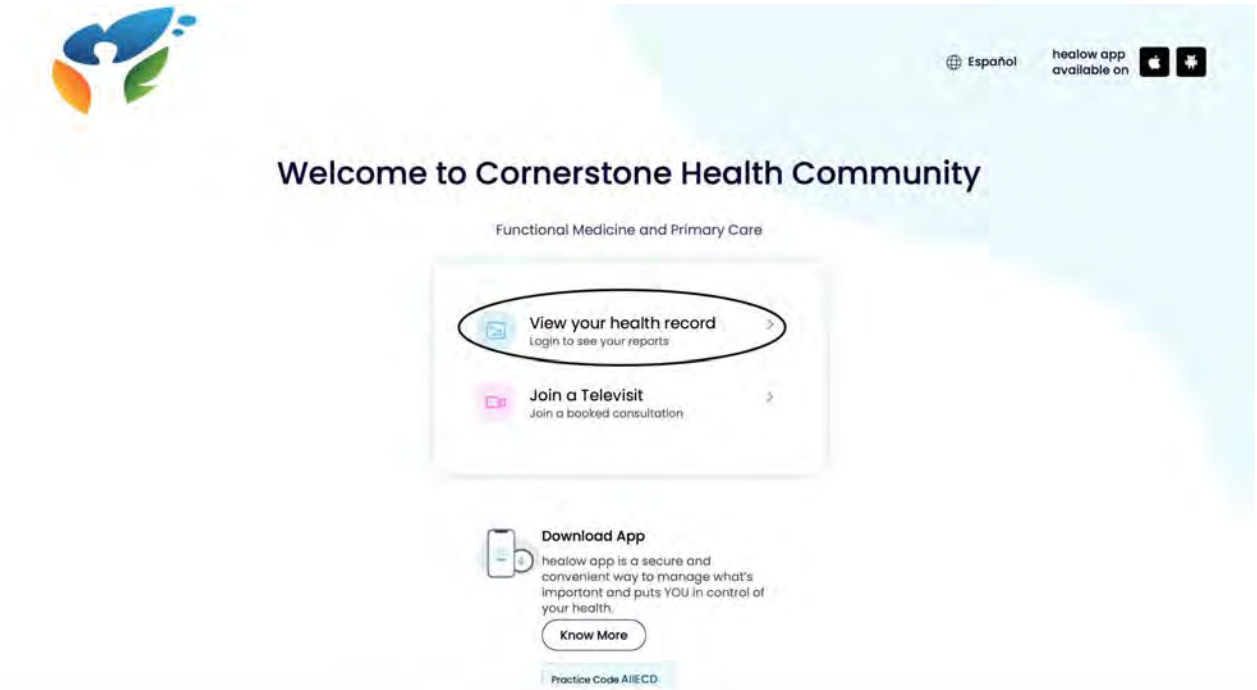 Español
healow app
available on
Welcome to Cornerstone Health Community
Functional Medicine and Primary Care
View your health record
Login to see your reports
Join a Televisit
Join a booked consultation
Download App
healow app is a secure and
convenient way to manage what's
important and puts YOU in control of
your health.
Know More
Practice Code AIIECD